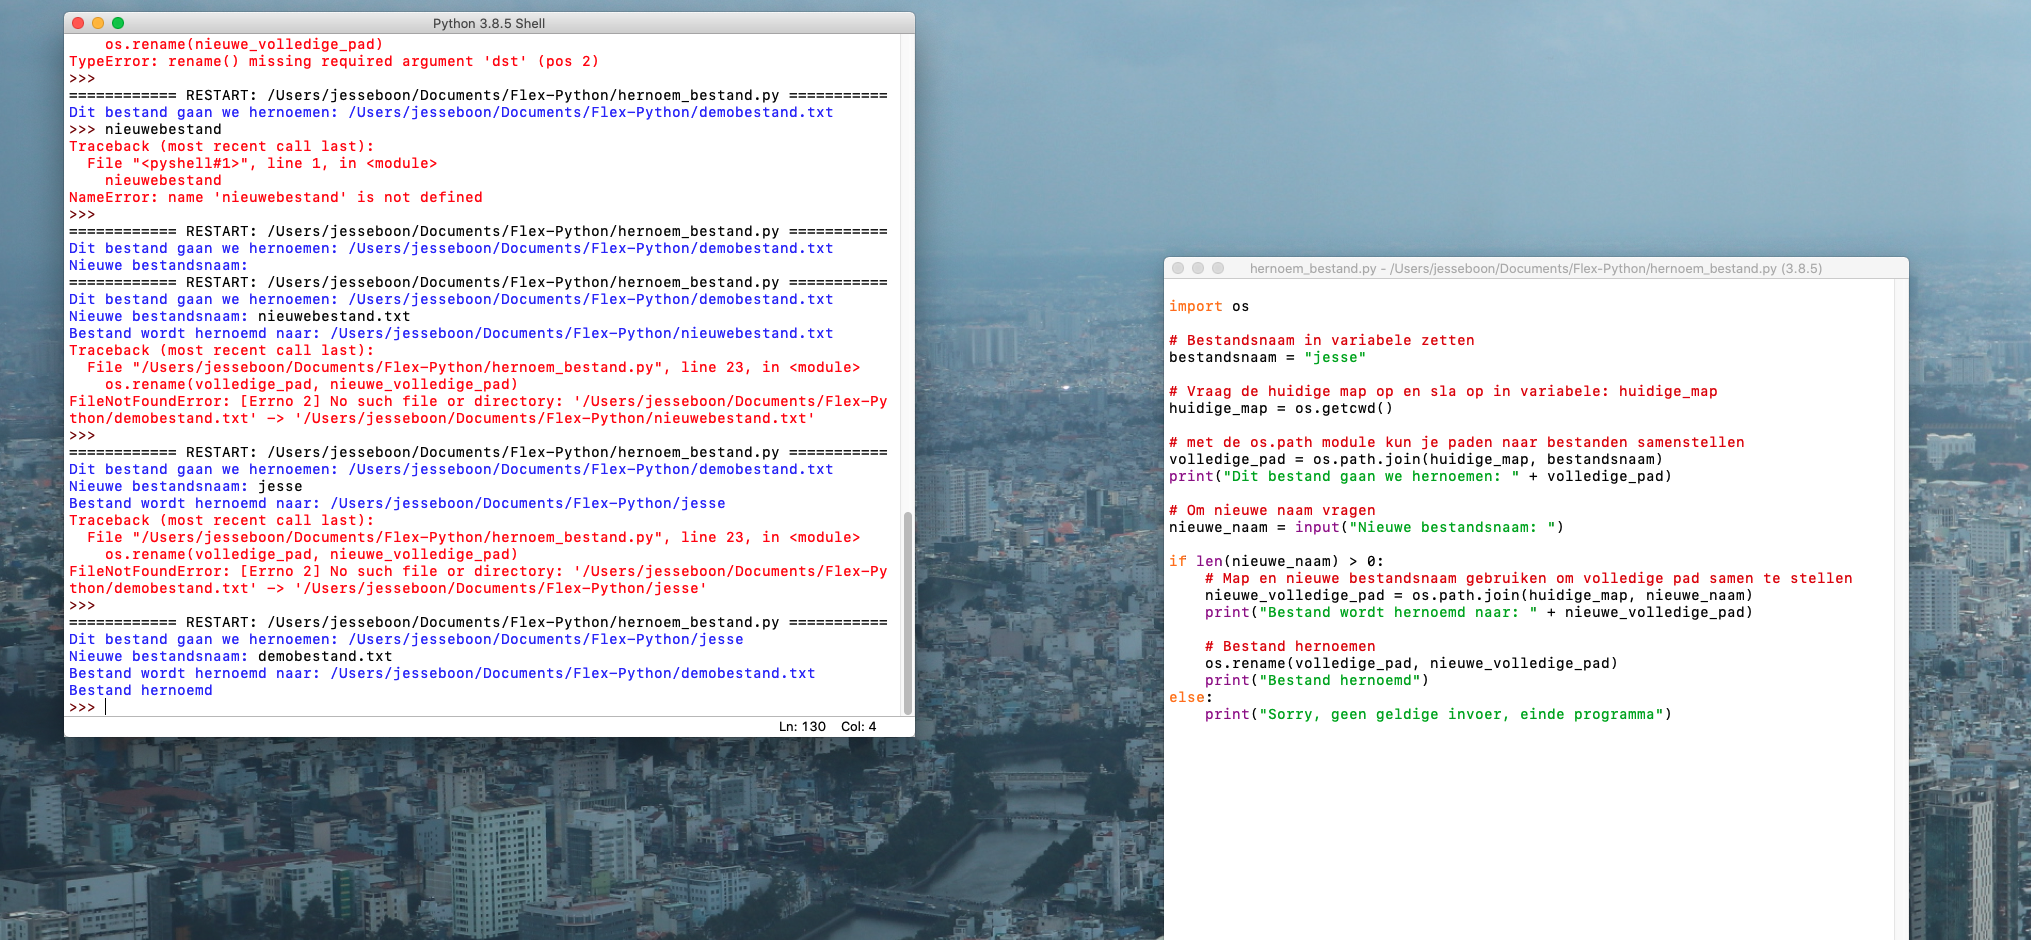 Python 3.8.5 Shell
    os.rename(nieuwe_volledige_pad)
TypeError: rename() missing required argument 'dst' (pos 2)
>>>
============ RESTART: /Users/jesseboon/Documents/Flex-Python/hernoem_bestand.py ===========
Dit bestand gaan we hernoemen: /Users/jesseboon/Documents/Flex-Python/demobestand.txt
>>> nieuwebestand
Traceback (most recent call last):
  File "<pyshell#1>", line 1, in <module>
    nieuwebestand
NameError: name 'nieuwebestand' is not defined
>>>
============ RESTART: /Users/jesseboon/Documents/Flex-Python/hernoem_bestand.py ===========
Dit bestand gaan we hernoemen: /Users/jesseboon/Documents/Flex-Python/demobestand.txt
Nieuwe bestandsnaam:
============ RESTART: /Users/jesseboon/Documents/Flex-Python/hernoem_bestand.py ===========
Dit bestand gaan we hernoemen: /Users/jesseboon/Documents/Flex-Python/demobestand.txt
Nieuwe bestandsnaam: nieuwebestand.txt
Bestand wordt hernoemd naar: /Users/jesseboon/Documents/Flex-Python/nieuwebestand.txt
Traceback (most recent call last):
  File "/Users/jesseboon/Documents/Flex-Python/hernoem_bestand.py", line 23, in <module>
    os.rename(volledige_pad, nieuwe_volledige_pad)
FileNotFoundError: [Errno 2] No such file or directory: '/Users/jesseboon/Documents/Flex-Py
thon/demobestand.txt' -> '/Users/jesseboon/Documents/Flex-Python/nieuwebestand.txt'
>>>
============ RESTART: /Users/jesseboon/Documents/Flex-Python/hernoem_bestand.py ===========
Dit bestand gaan we hernoemen: /Users/jesseboon/Documents/Flex-Python/demobestand.txt
Nieuwe bestandsnaam: jesse
Bestand wordt hernoemd naar: /Users/jesseboon/Documents/Flex-Python/jesse
Traceback (most recent call last):
  File "/Users/jesseboon/Documents/Flex-Python/hernoem_bestand.py", line 23, in <module>
    os.rename(volledige_pad, nieuwe_volledige_pad)
FileNotFoundError: [Errno 2] No such file or directory: '/Users/jesseboon/Documents/Flex-Py
thon/demobestand.txt' -> '/Users/jesseboon/Documents/Flex-Python/jesse'
>>>
============ RESTART: /Users/jesseboon/Documents/Flex-Python/hernoem_bestand.py ===========
Dit bestand gaan we hernoemen: /Users/jesseboon/Documents/Flex-Python/jesse
Nieuwe bestandsnaam: demobestand.txt
Bestand wordt hernoemd naar: /Users/jesseboon/Documents/Flex-Python/demobestand.txt
Bestand hernoemd
>>>
Ln: 130 Col: 4
hernoem_bestand.py - /Users/jesseboon/Documents/Flex-Python/hernoem_bestand.py (3.8.5)
import os
# Bestandsnaam in variabele zetten
bestandsnaam = "jesse"
# Vraag de huidige map op en sla op in variabele: huidige_map
huidige_map = os.getcwd()
# met de os.path module kun je paden naar bestanden samenstellen
volledige_pad = os.path.join(huidige_map, bestandsnaam)
print("Dit bestand gaan we hernoemen: " + volledige_pad)
# Om nieuwe naam vragen
nieuwe_naam = input("Nieuwe bestandsnaam: ")
if len(nieuwe_naam) > 0:
    # Map en nieuwe bestandsnaam gebruiken om volledige pad samen te stellen
    nieuwe_volledige_pad = os.path.join(huidige_map, nieuwe_naam)
    print("Bestand wordt hernoemd naar: " + nieuwe_volledige_pad)
    # Bestand hernoemen
    os.rename(volledige_pad, nieuwe_volledige_pad)
    print("Bestand hernoemd")
else:
    print("Sorry, geen geldige invoer, einde programma")